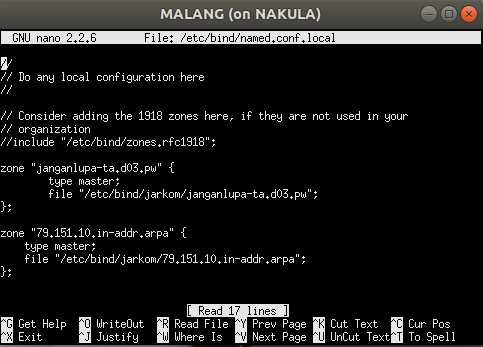 MALANG (on NAKULA)
GNU nano 2.2.6 File: /etc/bind/named.conf.local
//
// Do any local configuration here
//
// Consider adding the 1918 zones here, if they are not used in your
// organization
//include "/etc/bind/zones.rfc1918";
zone "janganlupa-ta.d03.pw" {
type master;
file "/etc/bind/jarkom/janganlupa-ta.d03.pw";
};
zone "79.151.10.in-addr.arpa" {
type master;
file "/etc/bind/jarkom/79.151.10.in-addr.arpa";
};
[ Read 17 lines ]
^G Get Help ^O WriteOut ^R Read File ^Y Prev Page ^K Cut Text ^C Cur Pos
^X Exit ^J Justify ^W Where Is ^V Next Page ^U UnCut Text ^T To Spell